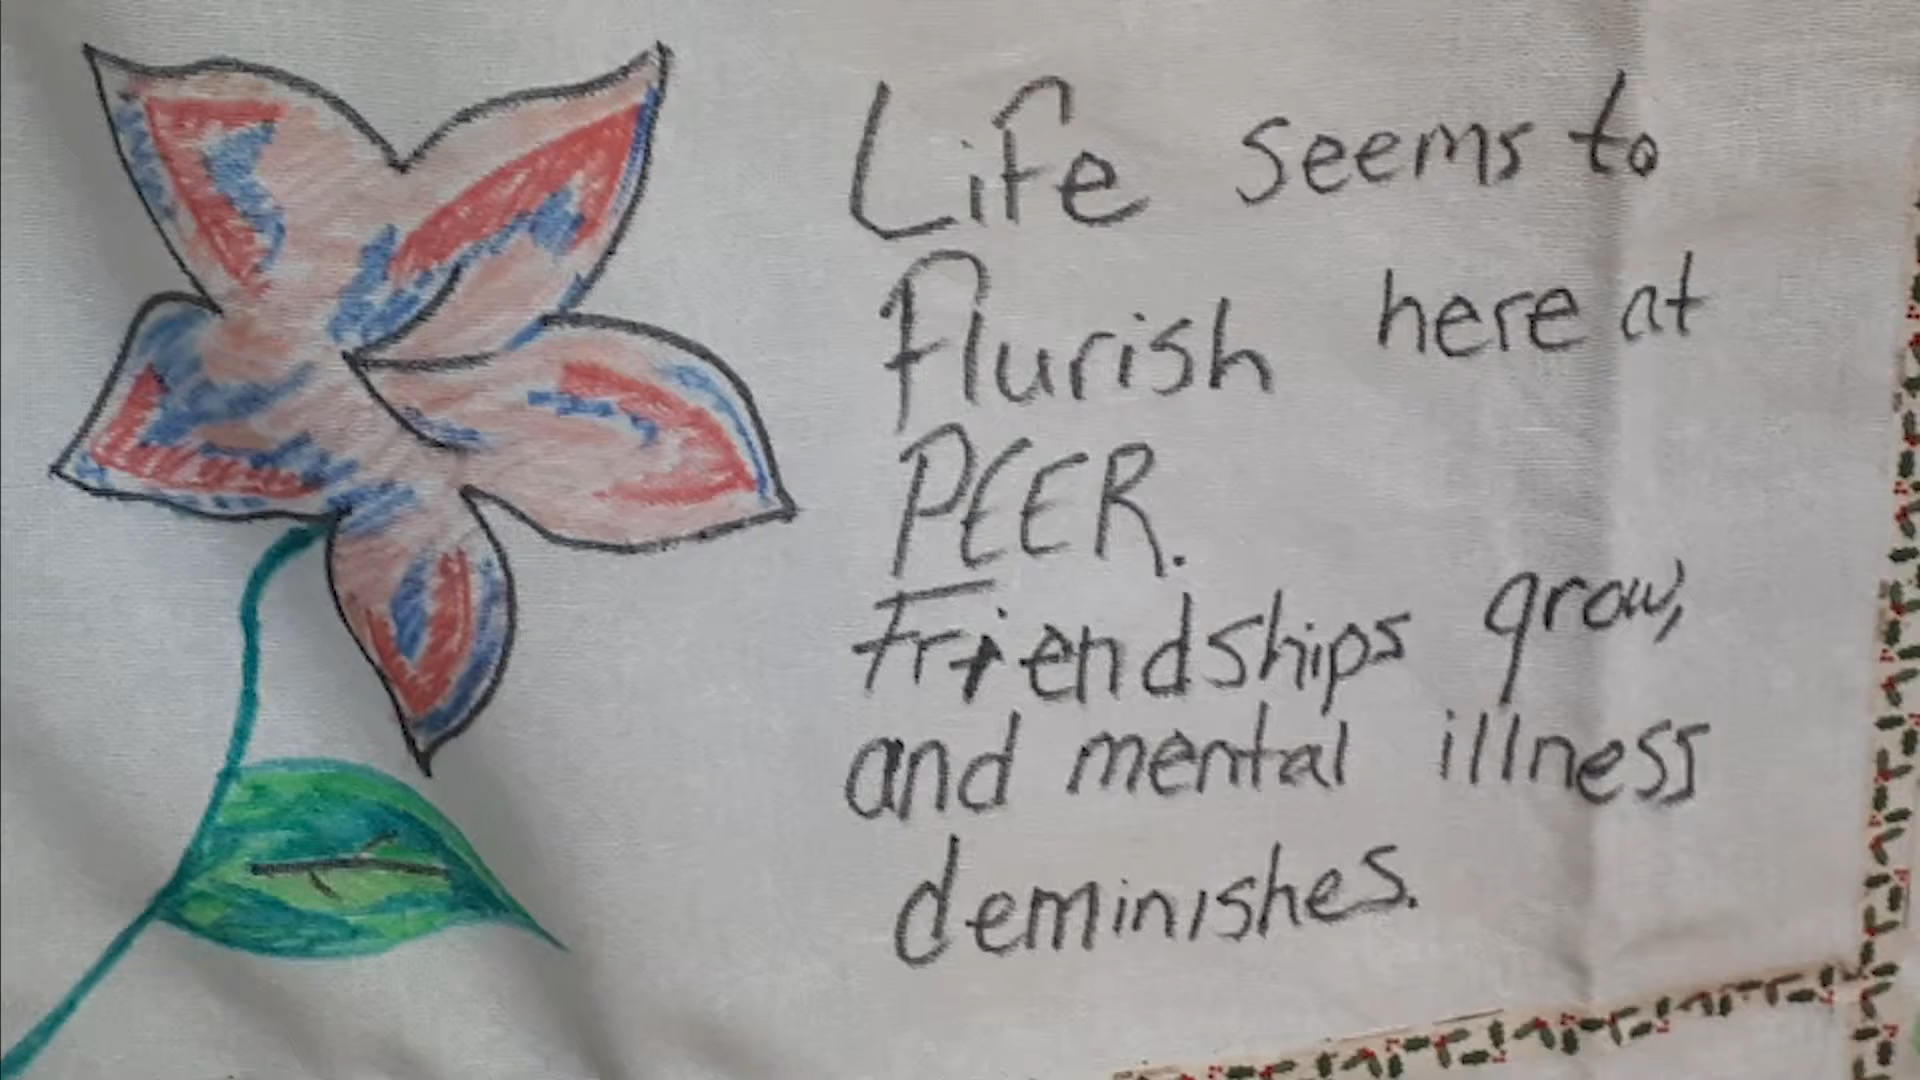 Life seems to
Flurish here at
PEER.
Friendships grow,
and mental illness
deminishes.